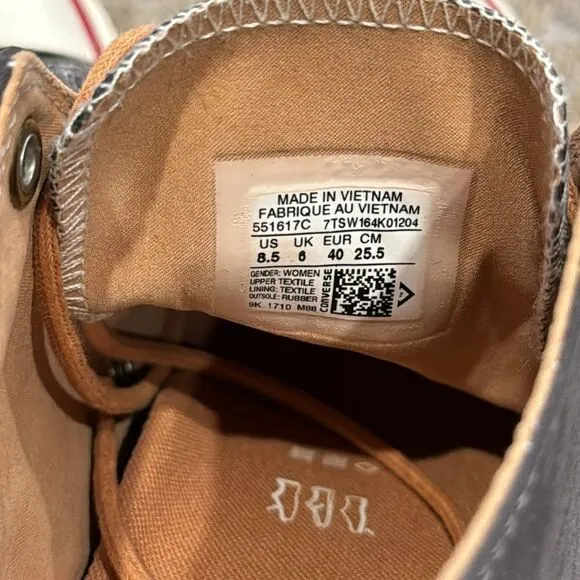 MADE IN VIETNAM
FABRIQUE AU VIETNAM
551617C 7TSW164K01204
US UK EUR CM
8.5 6 40 25.5
GENDER: WOMEN
UPPER TEXTILE
LINING: TEXTILE
OUTSOLE: RUBBER
9K 1710 M88
CONVERSE